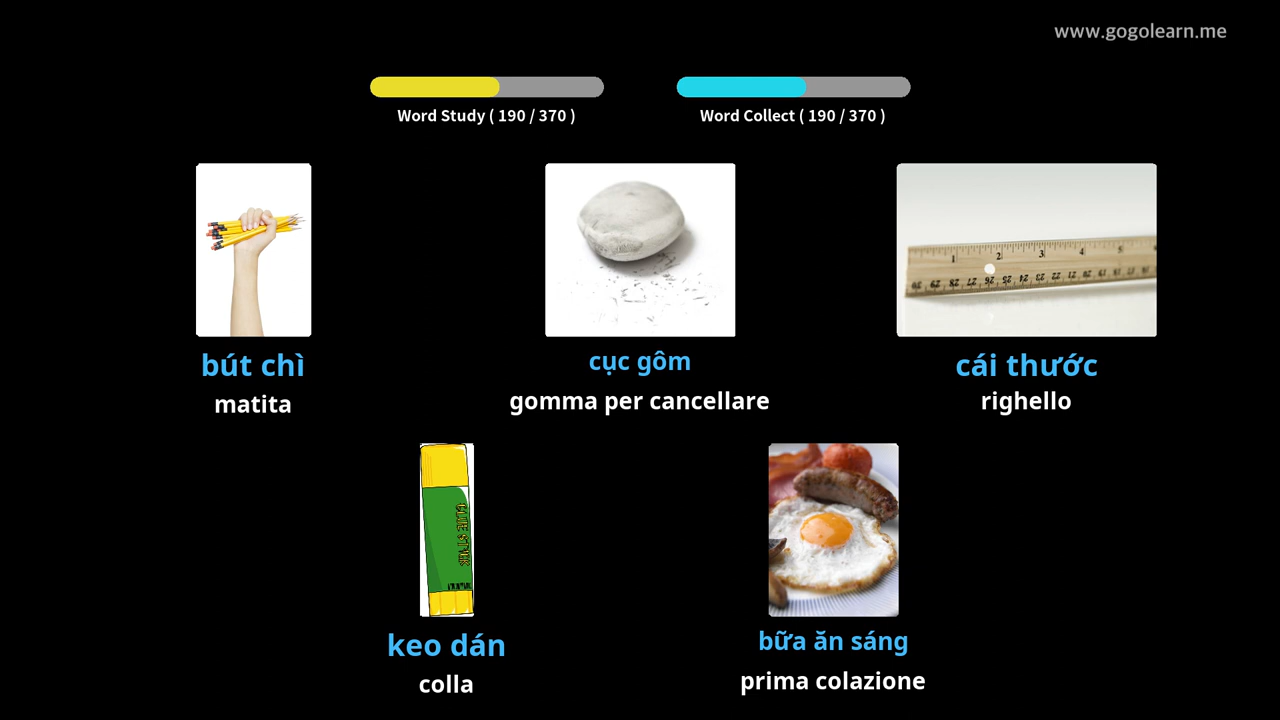 www.gogolearn.me
Word Study ( 190 / 370 )
Word Collect ( 190 / 370 )
bút chì
matita
cục gôm
gomma per cancellare
cái thước
righello
keo dán
colla
bữa ăn sáng
prima colazione